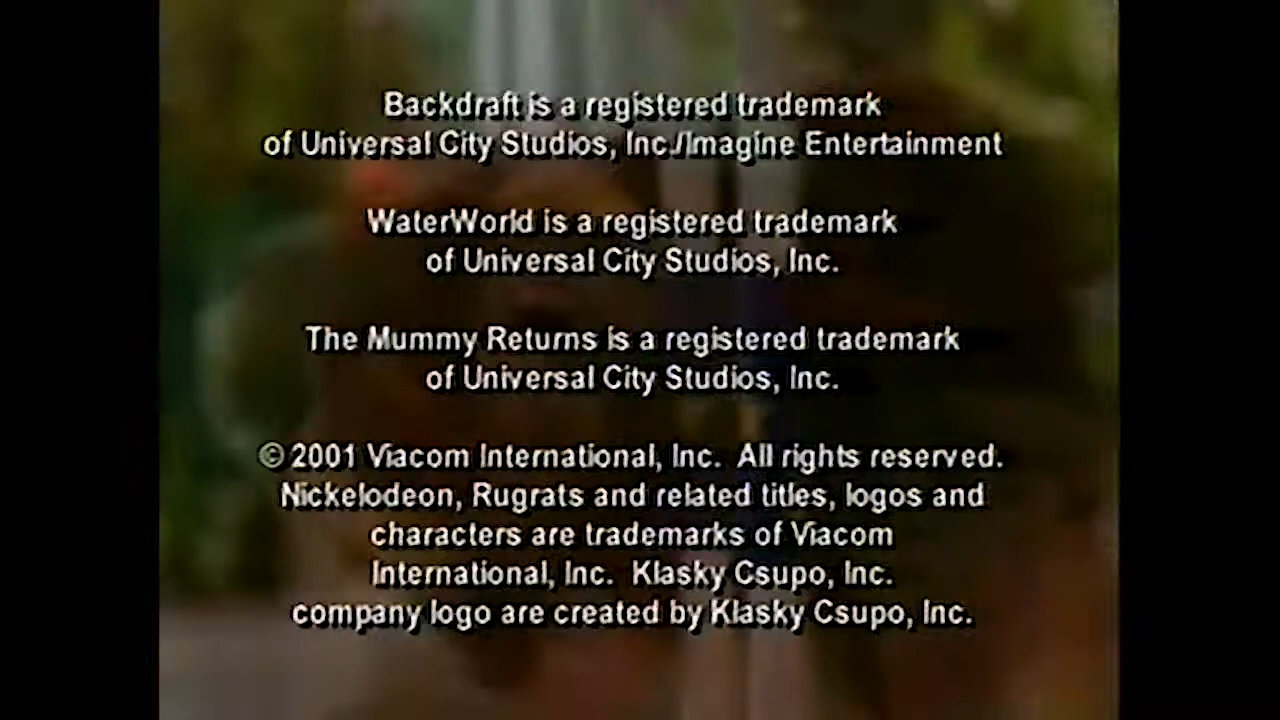 Backdraft is a registered trademark
of Universal City Studios, Inc./Imagine Entertainment
WaterWorld is a registered trademark
of Universal City Studios, Inc.
The Mummy Returns is a registered trademark
of Universal City Studios, Inc.
© 2001 Viacom International, Inc. All rights reserved.
Nickelodeon, Rugrats and related titles, logos and
characters are trademarks of Viacom
International, Inc. Klasky Csupo, Inc.
company logo are created by Klasky Csupo, Inc.